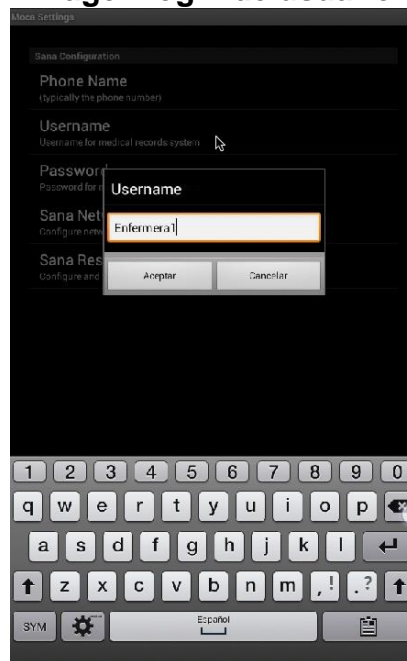 Moca Settings
Sana Configuration
Phone Name
(typically the phone number)
Username
Username for medical records system
Password
Password for
Username
Enfermera1
Sana Net
Configure netw
Sana Res
Configure and
Aceptar
Cancelar
1 2 3 4 5 6 7 8 9 0
q w e r t y u i o p
a s d f g h j k l
z x c v b n m ,! .?
SYM
Español